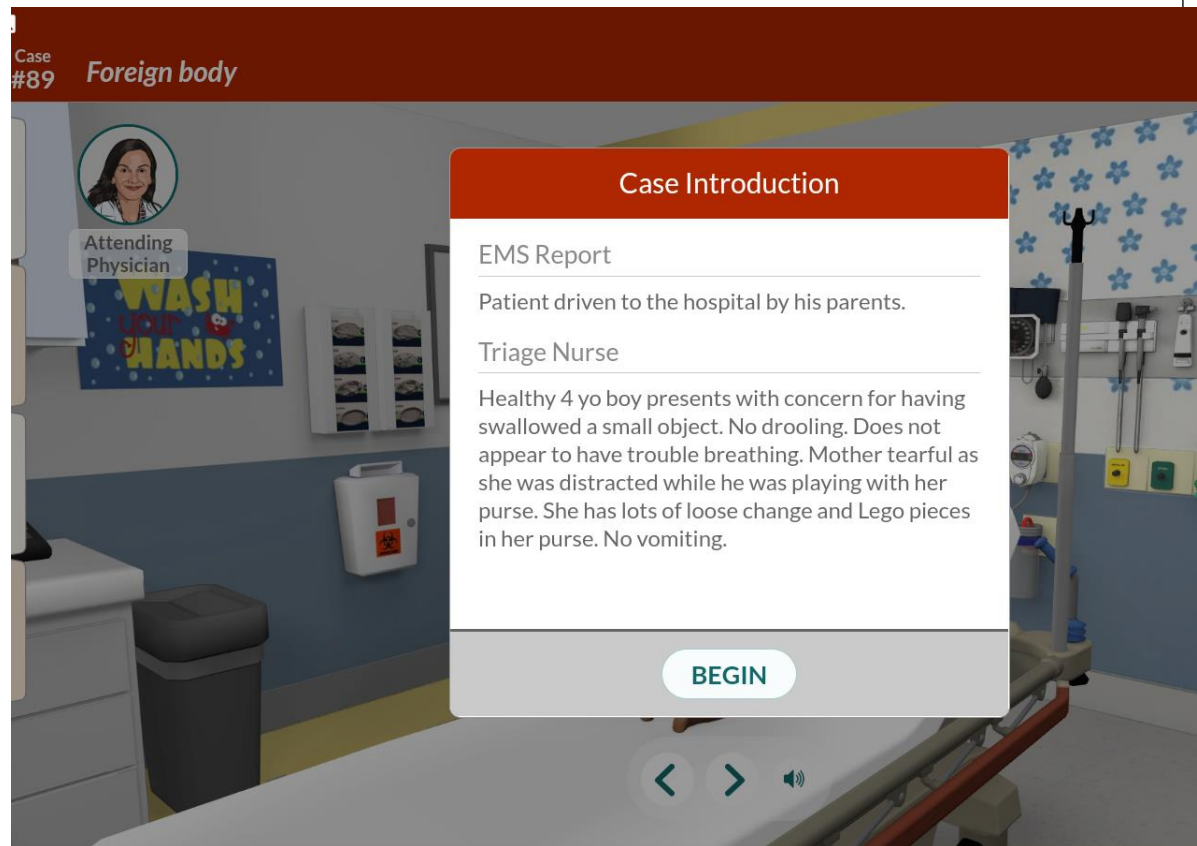 Case
#89
Foreign body
Attending
Physician
WASH
your
HANDS
Case Introduction
EMS Report
Patient driven to the hospital by his parents.
Triage Nurse
Healthy 4 yo boy presents with concern for having
swallowed a small object. No drooling. Does not
appear to have trouble breathing. Mother tearful as
she was distracted while he was playing with her
purse. She has lots of loose change and Lego pieces
in her purse. No vomiting.
BEGIN